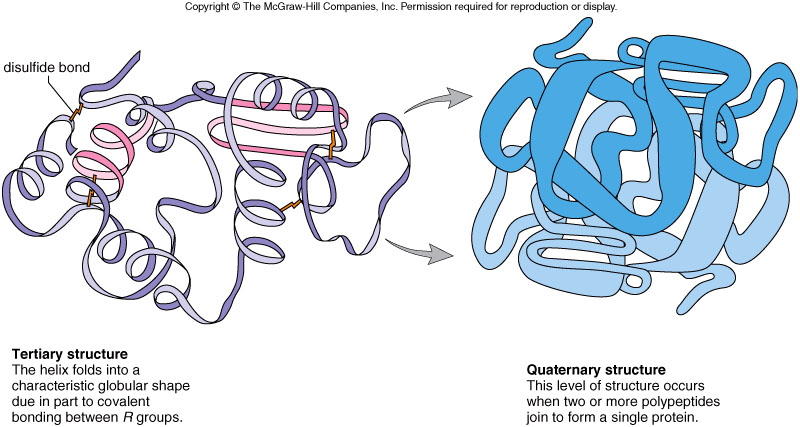 Copyright © The McGraw-Hill Companies, Inc. Permission required for reproduction or display.
disulfide bond
Tertiary structure
The helix folds into a
characteristic globular shape
due in part to covalent
bonding between R groups.
Quaternary structure
This level of structure occurs
when two or more polypeptides
join to form a single protein.